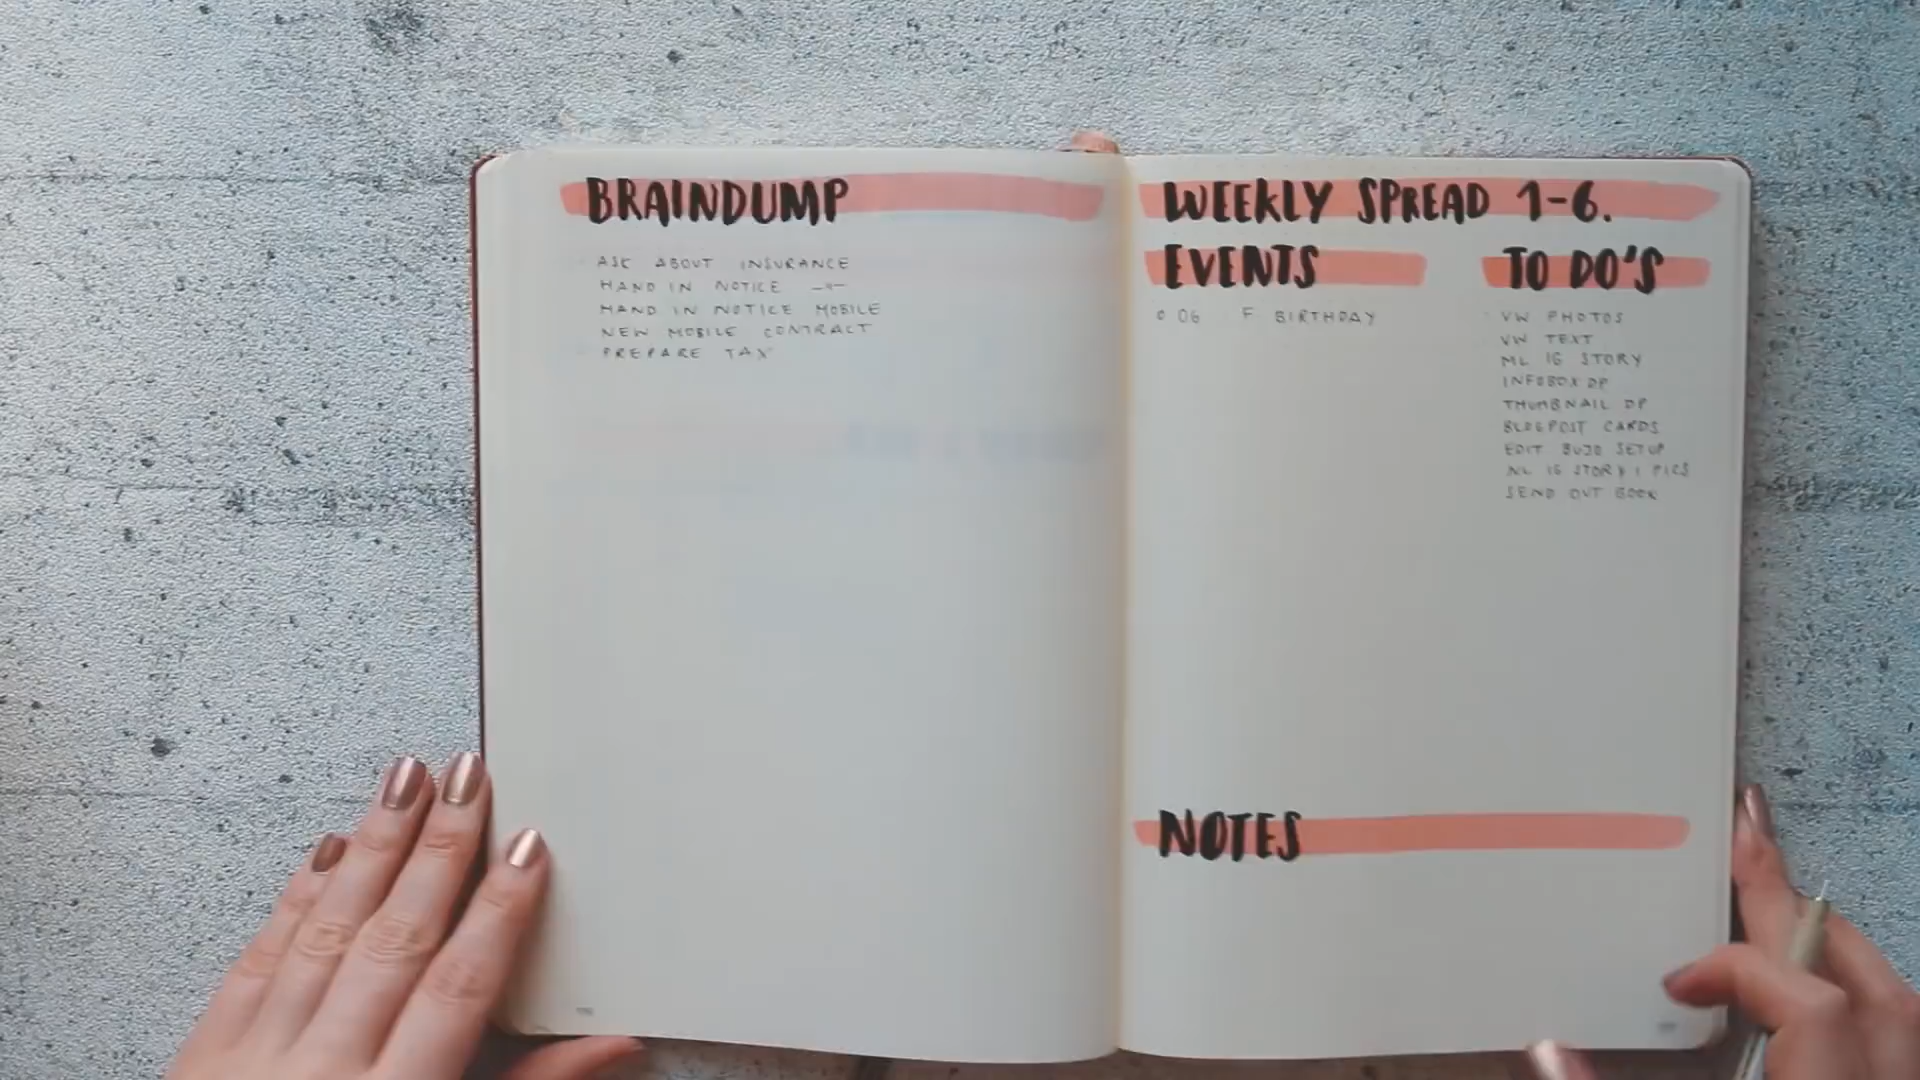 BRAINDUMP
ASK ABOUT INSURANCE
HAND IN NOTICE —"—
HAND IN NOTICE MOBILE
NEW MOBILE CONTRACT
PREPARE TAX
WEEKLY SPREAD 1-6.
EVENTS
06 F BIRTHDAY
TO DO'S
VW PHOTOS
VW TEXT
ML IG STORY
INFOBOX DP
THUMBNAIL DP
BLOGPOST CARDS
EDIT BUJO SETUP
IG STORY PICS
SEND OUT BOOK
NOTES